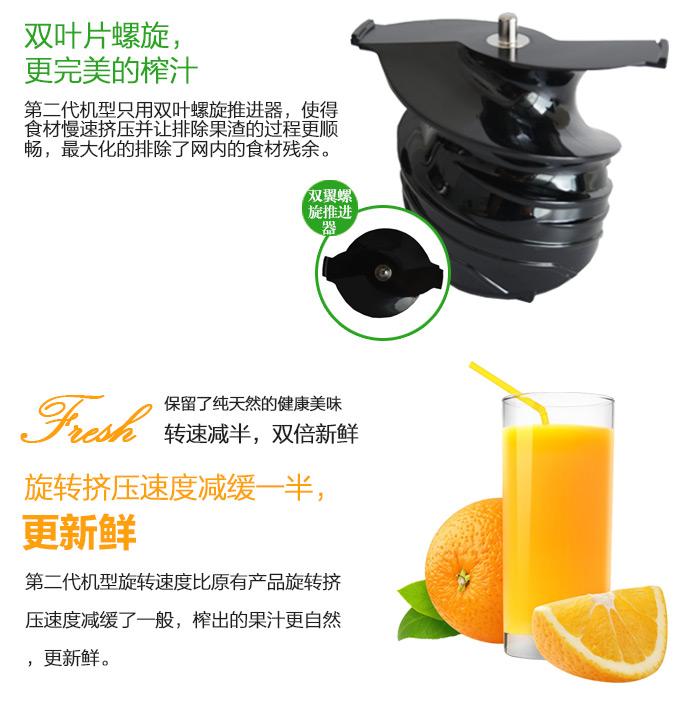 双叶片螺旋，
更完美的榨汁
第二代机型只用双叶螺旋推进器，使得
食材慢速挤压并让排除果渣的过程更顺
畅，最大化的排除了网内的食材残余。
双翼螺
旋推进
器
Fresh
保留了纯天然的健康美味
转速减半，双倍新鲜
旋转挤压速度减缓一半，
更新鲜
第二代机型旋转速度比原有产品旋转挤
压速度减缓了一般，榨出的果汁更自然
，更新鲜。